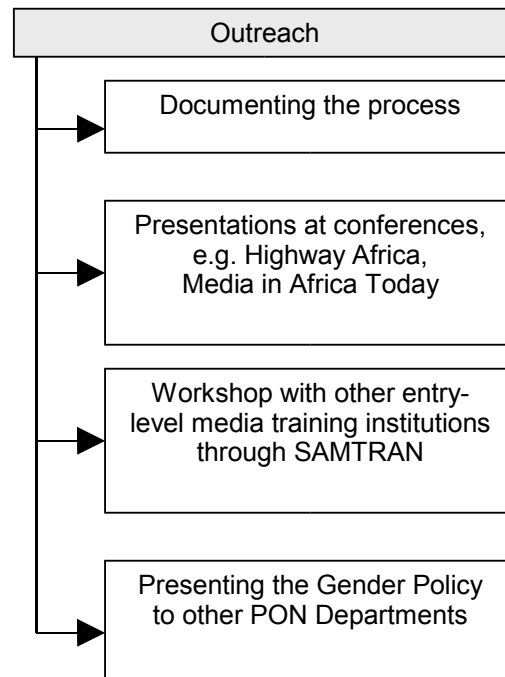 Outreach
Documenting the process
Presentations at conferences,
e.g. Highway Africa,
Media in Africa Today
Workshop with other entry-
level media training institutions
through SAMTRAN
Presenting the Gender Policy
to other PON Departments